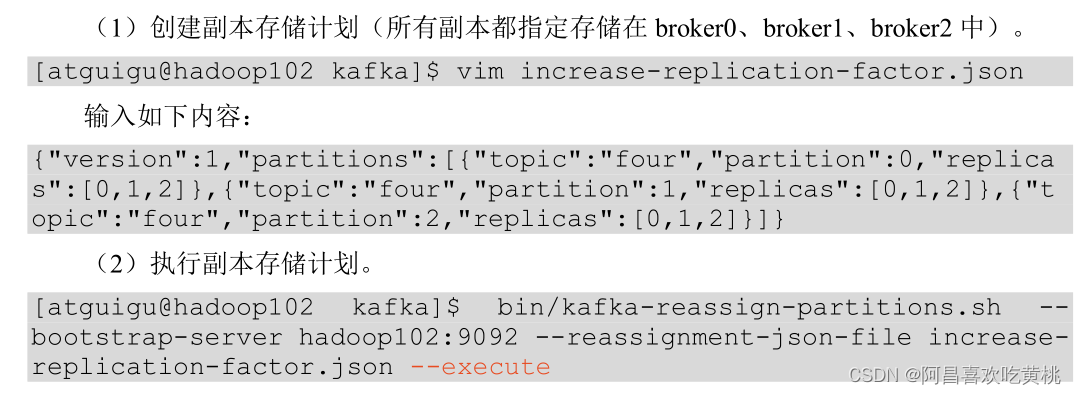 （1）创建副本存储计划（所有副本都指定存储在 broker0、broker1、broker2 中）。
[atguigu@hadoop102 kafka]$ vim increase-replication-factor.json
输入如下内容：
{"version":1,"partitions":[{"topic":"four","partition":0,"replica
s":[0,1,2]},{"topic":"four","partition":1,"replicas":[0,1,2]},{"t
opic":"four","partition":2,"replicas":[0,1,2]}]}
（2）执行副本存储计划。
[atguigu@hadoop102 kafka]$ bin/kafka-reassign-partitions.sh --
bootstrap-server hadoop102:9092 --reassignment-json-file increase-
replication-factor.json --execute
CSDN @阿昌喜欢吃黄桃